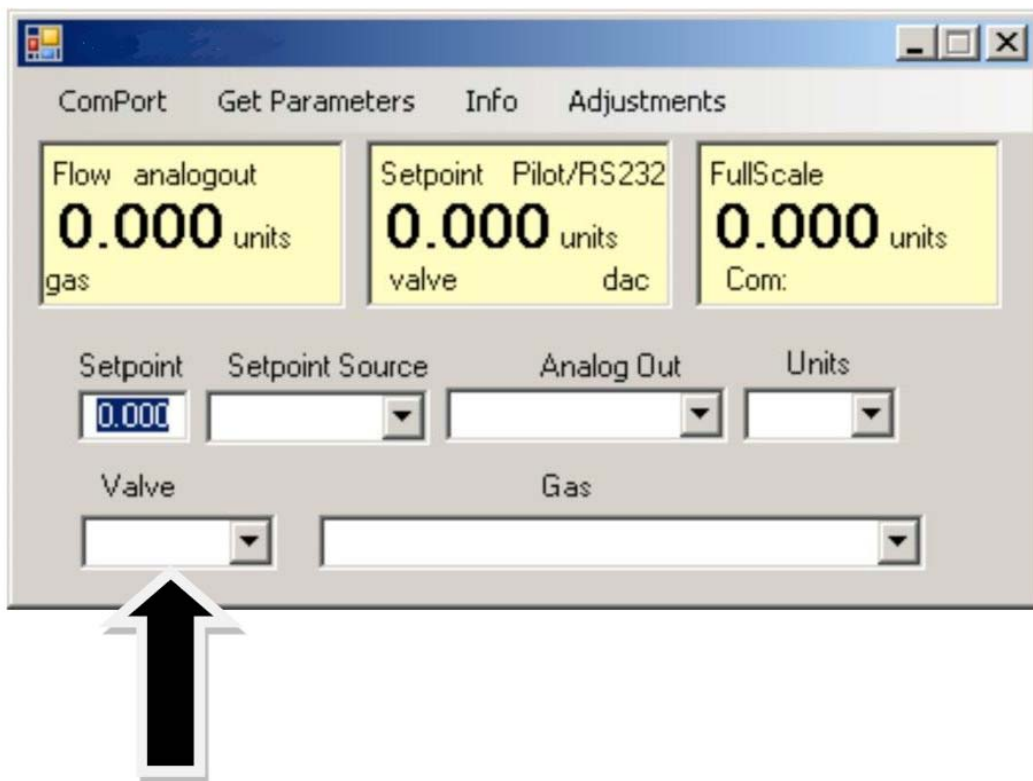 ComPort Get Parameters Info Adjustments
Flow analogout
0.000 units
gas
Setpoint Pilot/RS232
0.000 units
valve dac
FullScale
0.000 units
Com:
Setpoint Setpoint Source Analog Out Units
0.000
Valve Gas